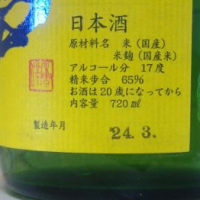 日本酒
原材料名 米(国産)
米麹(国産米)
アルコール分 17度
精米歩合 65%
お酒は20歳になってから
内容量 720㎖
製造年月 24.3.